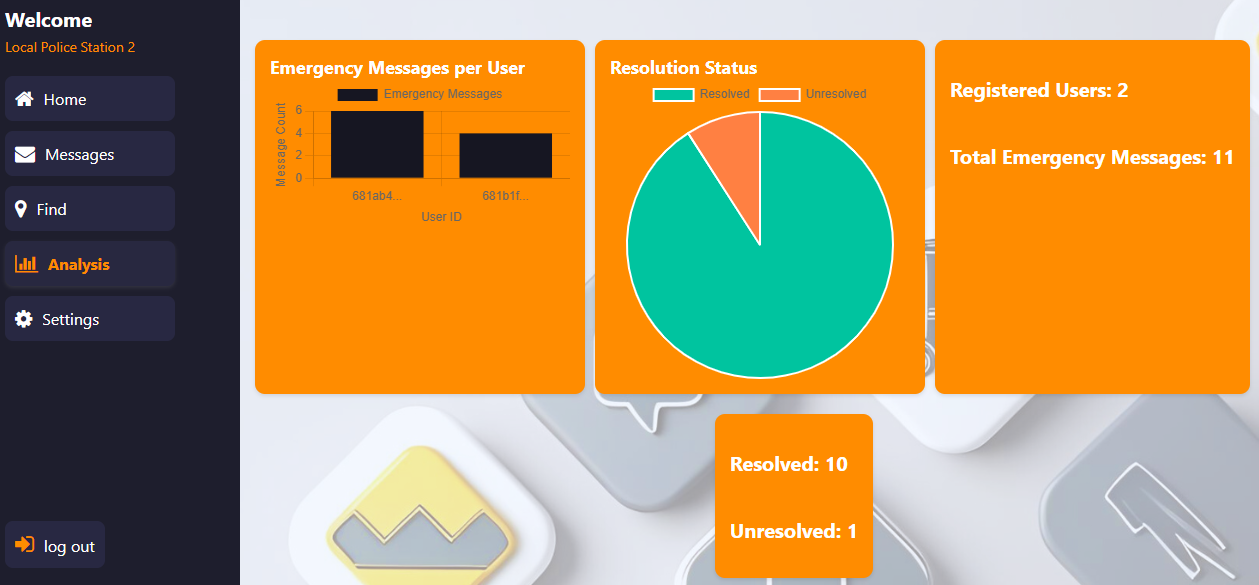 Welcome
Local Police Station 2
Home
Messages
Find
Analysis
Settings
log out
Emergency Messages per User
Emergency Messages
Message Count
6
4
2
0
681ab4...
681b1f...
User ID
Resolution Status
Resolved
Unresolved
Registered Users: 2
Total Emergency Messages: 11
Resolved: 10
Unresolved: 1